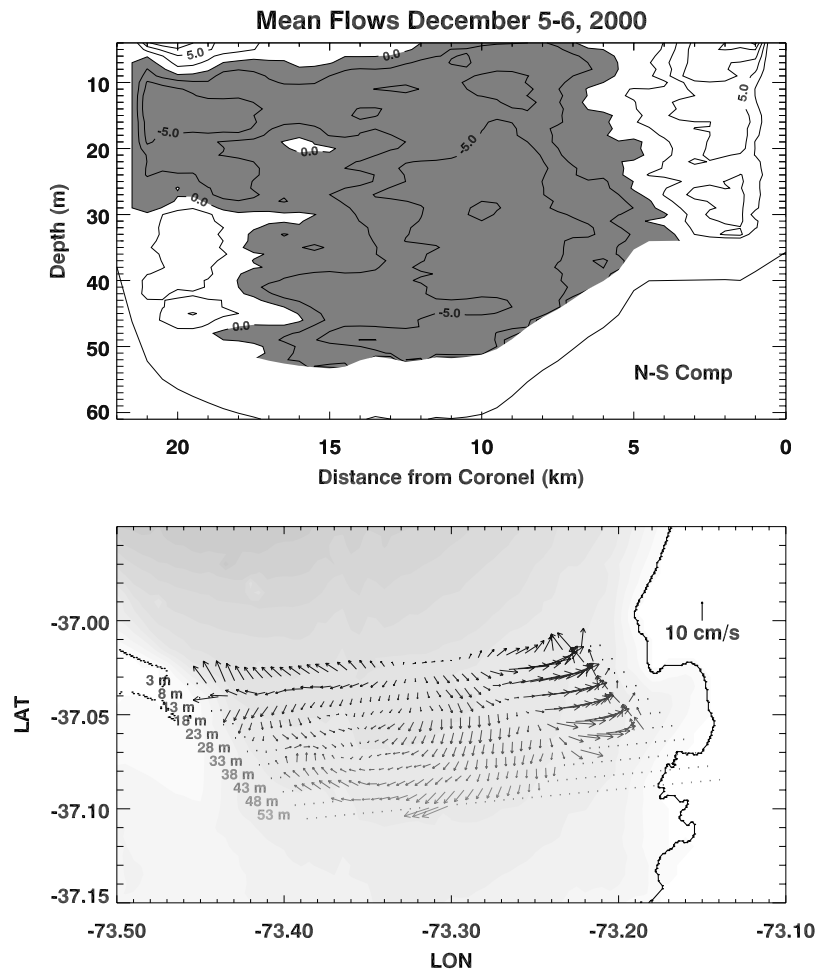 Mean Flows December 5-6, 2000
5.0
0.0
10
5.0
-5.0
20
0.0
-5.0
0.0
30
Depth (m)
40
-5.0
0.0
50
N-S Comp
60
20 15 10 5 0
Distance from Coronel (km)
-37.00
10 cm/s
3 m
8 m
13 m
-37.05
18 m
LAT
23 m
28 m
33 m
38 m
43 m
-37.10
48 m
53 m
-37.15
-73.50 -73.40 -73.30 -73.20 -73.10
LON